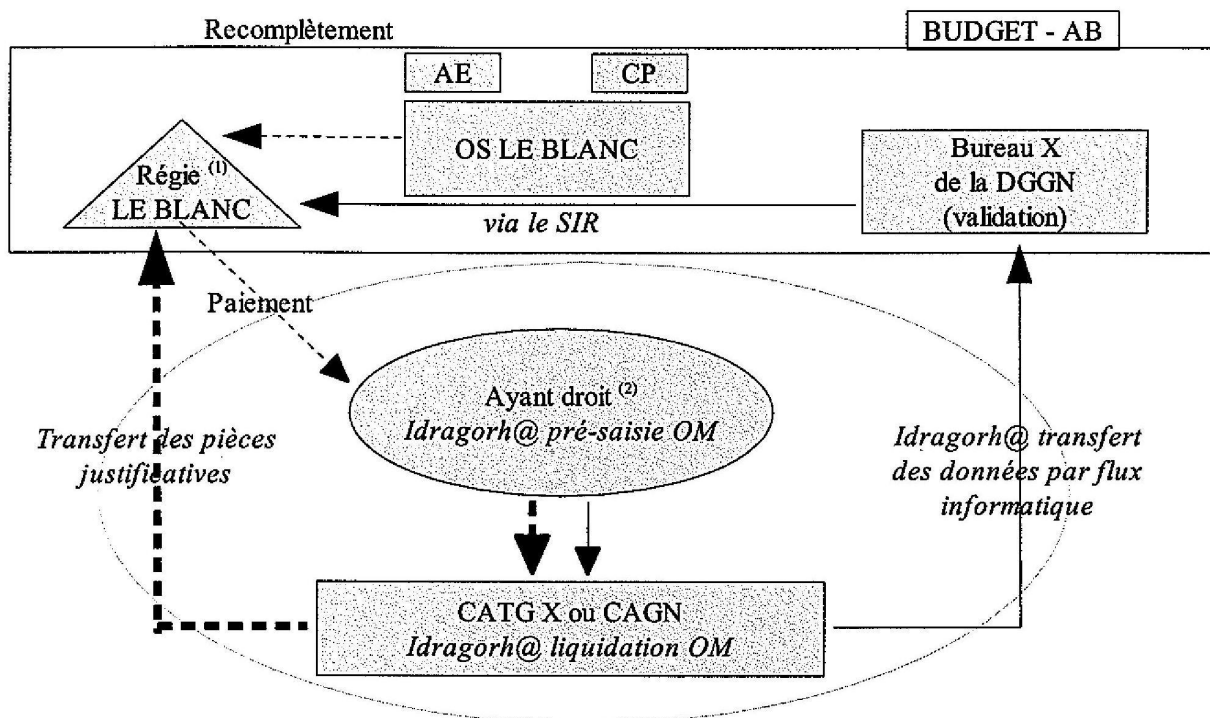 Recomplètement
BUDGET - AB
AE
CP
OS LE BLANC
Régie (1)
LE BLANC
Bureau X
de la DGGN
(validation)
via le SIR
Paiement
Ayant droit (2)
Idragorh@ pré-saisie OM
Transfert des pièces
justificatives
Idragorh@ transfert
des données par flux
informatique
CATG X ou CAGN
Idragorh@ liquidation OM